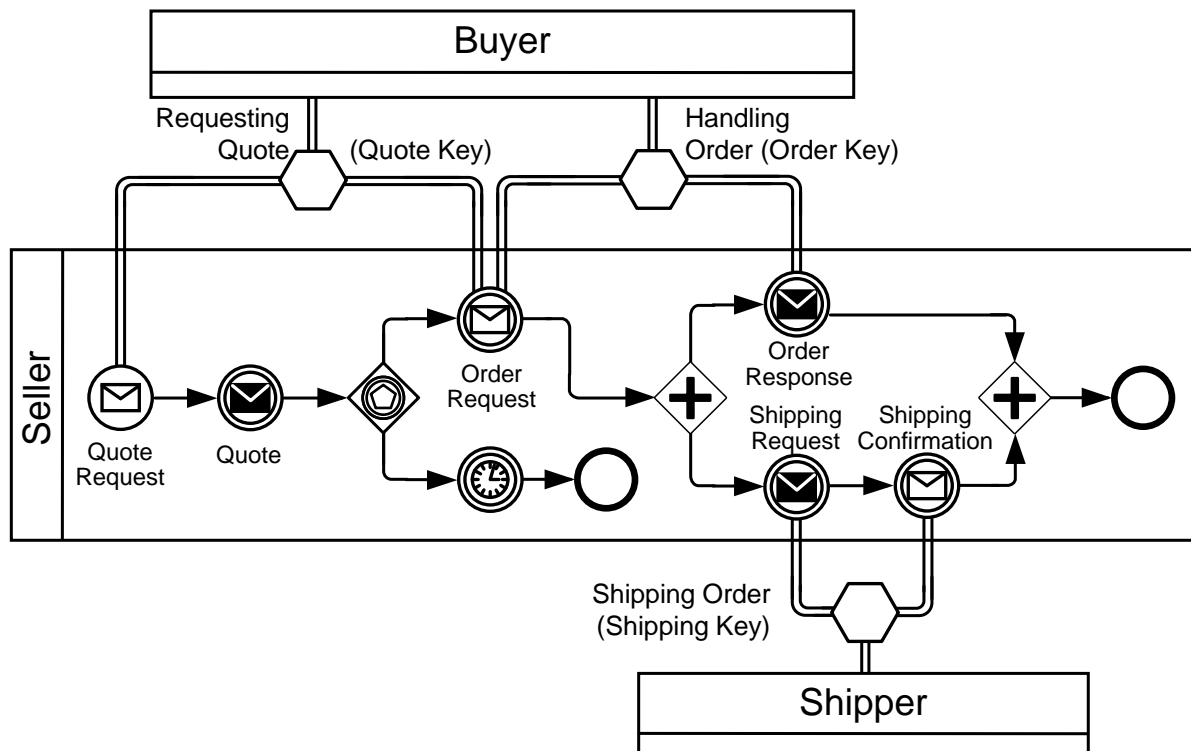 Buyer
Requesting
Quote (Quote Key)
Handling
Order (Order Key)
Seller
Quote
Request
Quote
Order
Request
Order
Response
Shipping
Request
Shipping
Confirmation
Shipping Order
(Shipping Key)
Shipper